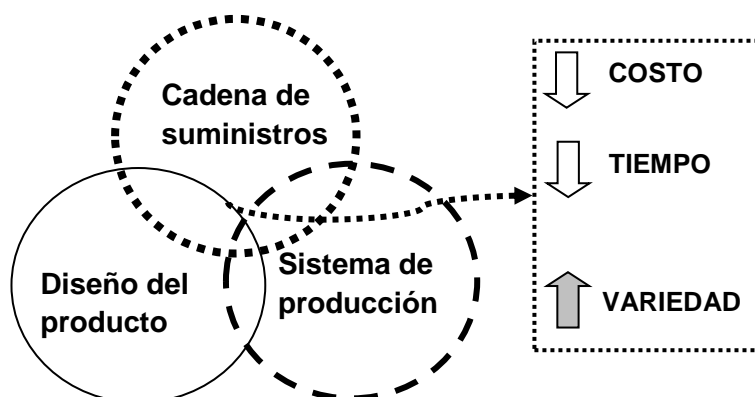 Cadena de
suministros
Diseño del
producto
Sistema de
producción
COSTO
TIEMPO
VARIEDAD